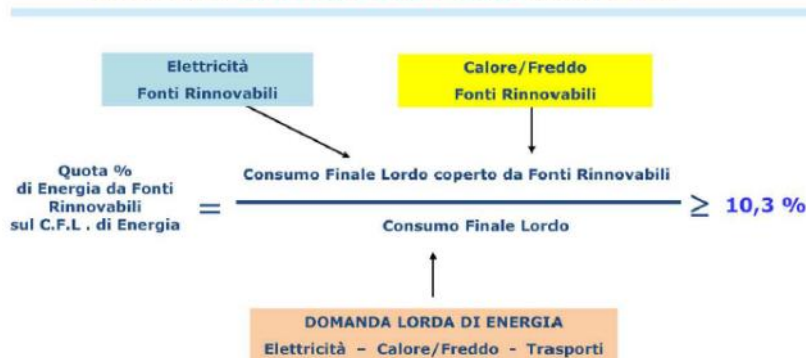 Elettricità
Fonti Rinnovabili
Calore/Freddo
Fonti Rinnovabili
Quota %
di Energia da Fonti
Rinnovabili
sul C.F.L . di Energia
=
Consumo Finale Lordo coperto da Fonti Rinnovabili
Consumo Finale Lordo
≥ 10,3 %
DOMANDA LORDA DI ENERGIA
Elettricità – Calore/Freddo - Trasporti